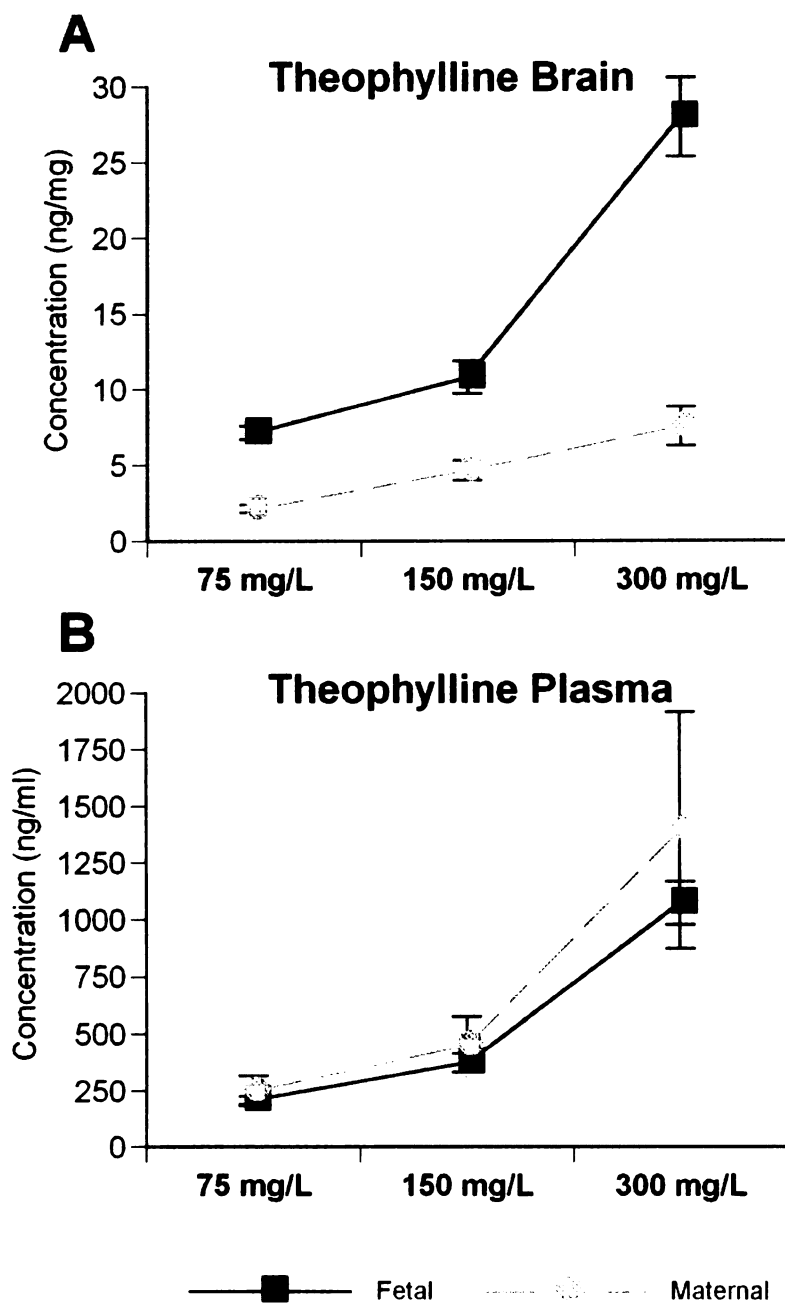 A
Theophylline Brain
Concentration (ng/mg)
30
25
20
15
10
5
0
75 mg/L 150 mg/L 300 mg/L
B
Theophylline Plasma
Concentration (ng/ml)
2000
1750
1500
1250
1000
750
500
250
0
75 mg/L 150 mg/L 300 mg/L
Fetal Maternal